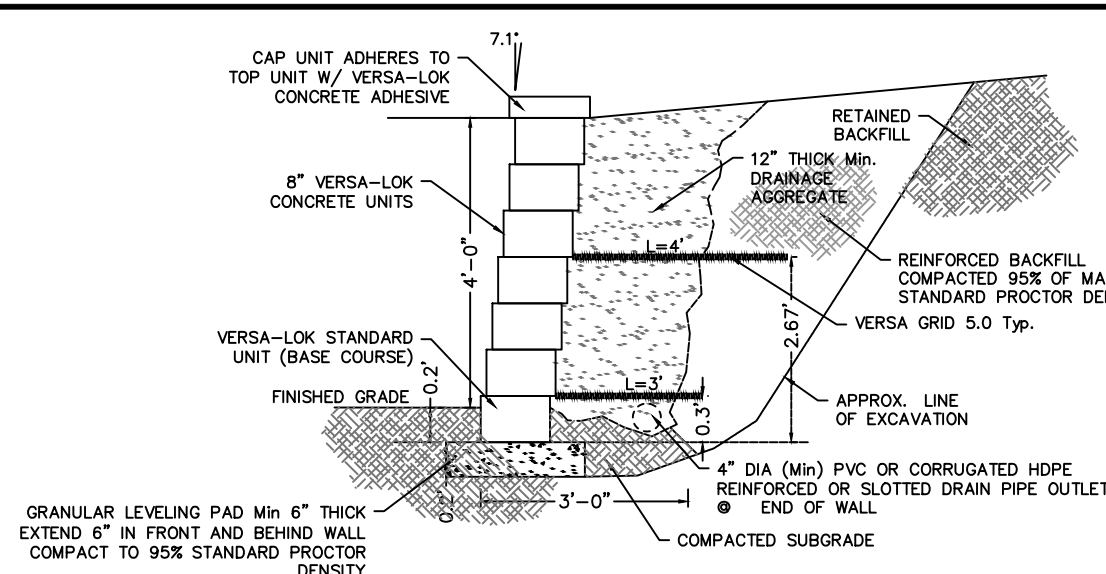 7.1°
CAP UNIT ADHERES TO
TOP UNIT W/ VERSA-LOK
CONCRETE ADHESIVE
RETAINED
BACKFILL
12" THICK Min.
DRAINAGE
AGGREGATE
8" VERSA-LOK
CONCRETE UNITS
4'-0"
L=4'
REINFORCED BACKFILL
COMPACTED 95% OF MA
STANDARD PROCTOR DE
2.67'
VERSA GRID 5.0 Typ.
VERSA-LOK STANDARD
UNIT (BASE COURSE)
L=3'
FINISHED GRADE
0.2'
0.3'
APPROX. LINE
OF EXCAVATION
4" DIA (Min) PVC OR CORRUGATED HDPE
REINFORCED OR SLOTTED DRAIN PIPE OUTLET
@ END OF WALL
0.2'
3'-0"
GRANULAR LEVELING PAD Min 6" THICK
EXTEND 6" IN FRONT AND BEHIND WALL
COMPACT TO 95% STANDARD PROCTOR
DENSITY
COMPACTED SUBGRADE